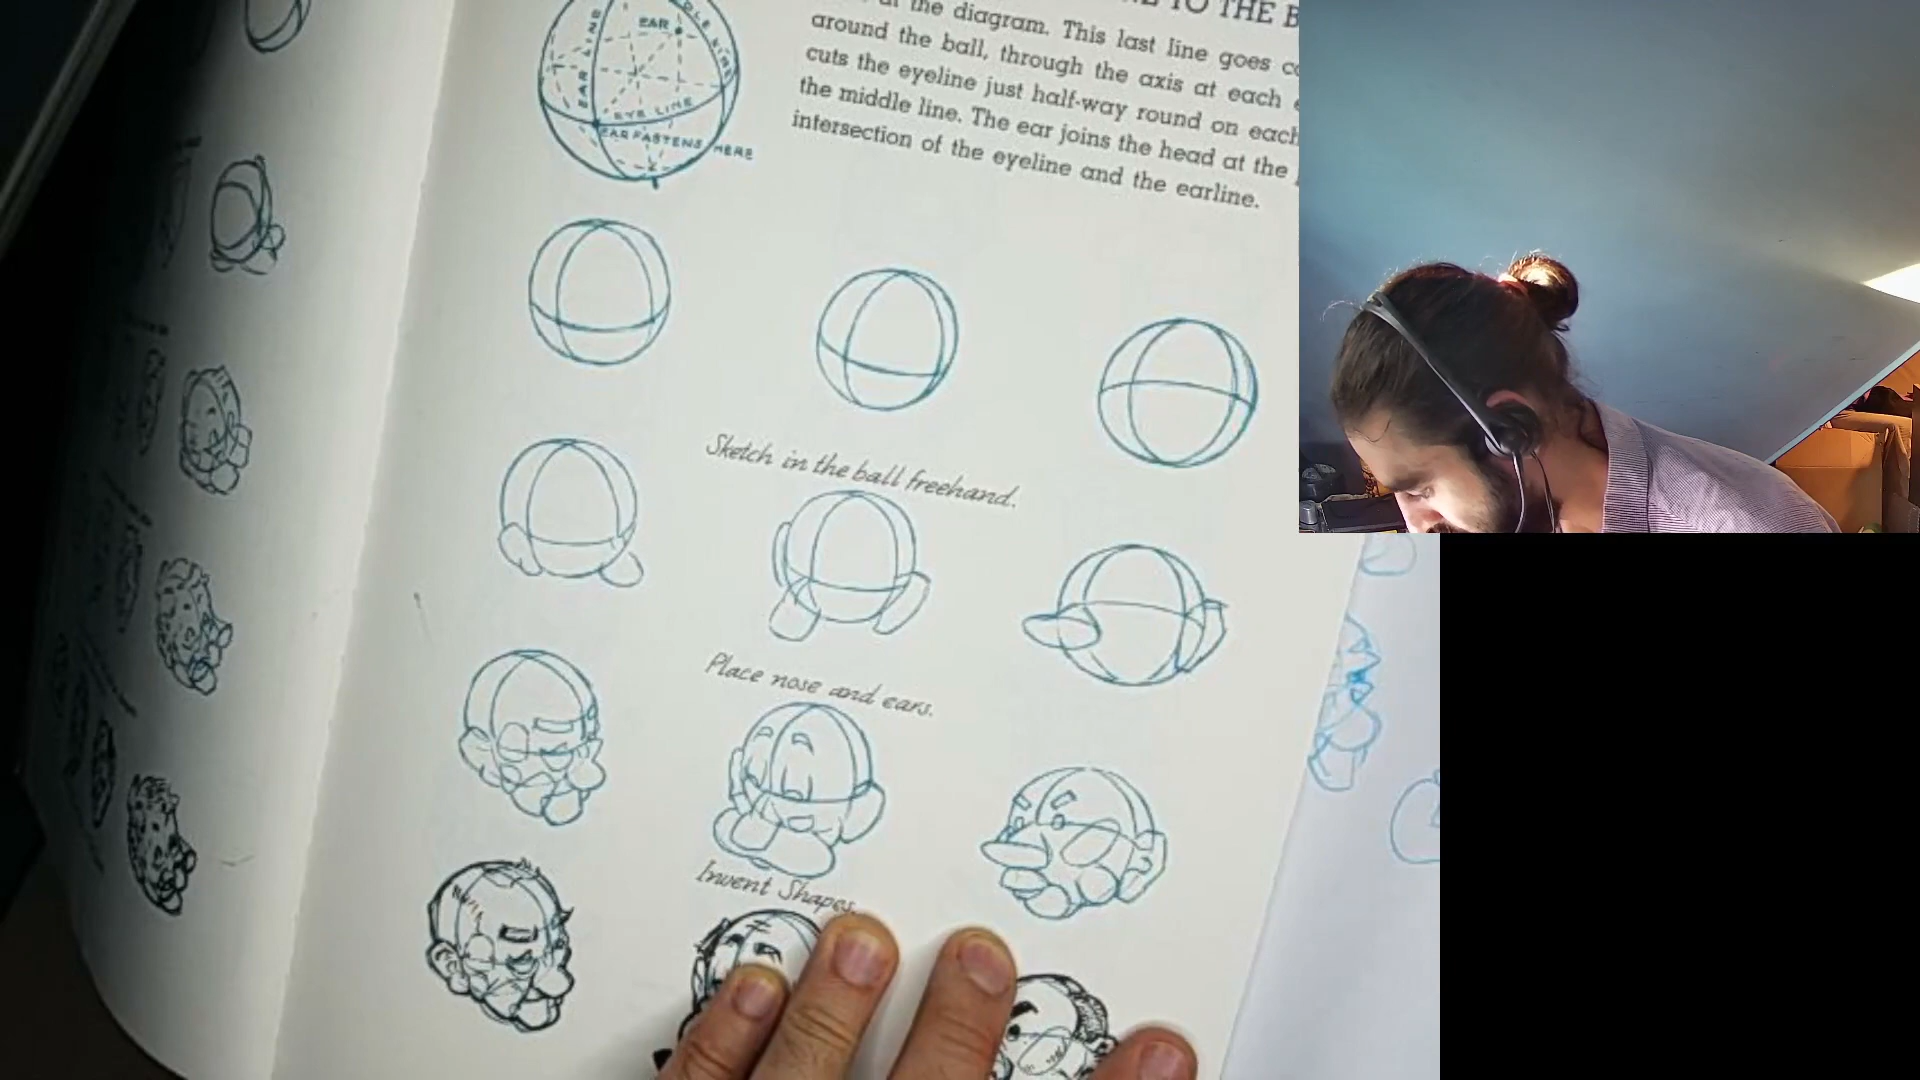 TO THE
the diagram. This last line goes
around the ball, through the axis at each
cuts the eyeline just half-way round on each
the middle line. The ear joins the head at the
intersection of the eyeline and the earline.
EAR
EAR LINE
EYE LINE
EAR FASTENS HERE
Sketch in the ball freehand.
Place nose and ears.
Invent Shapes.